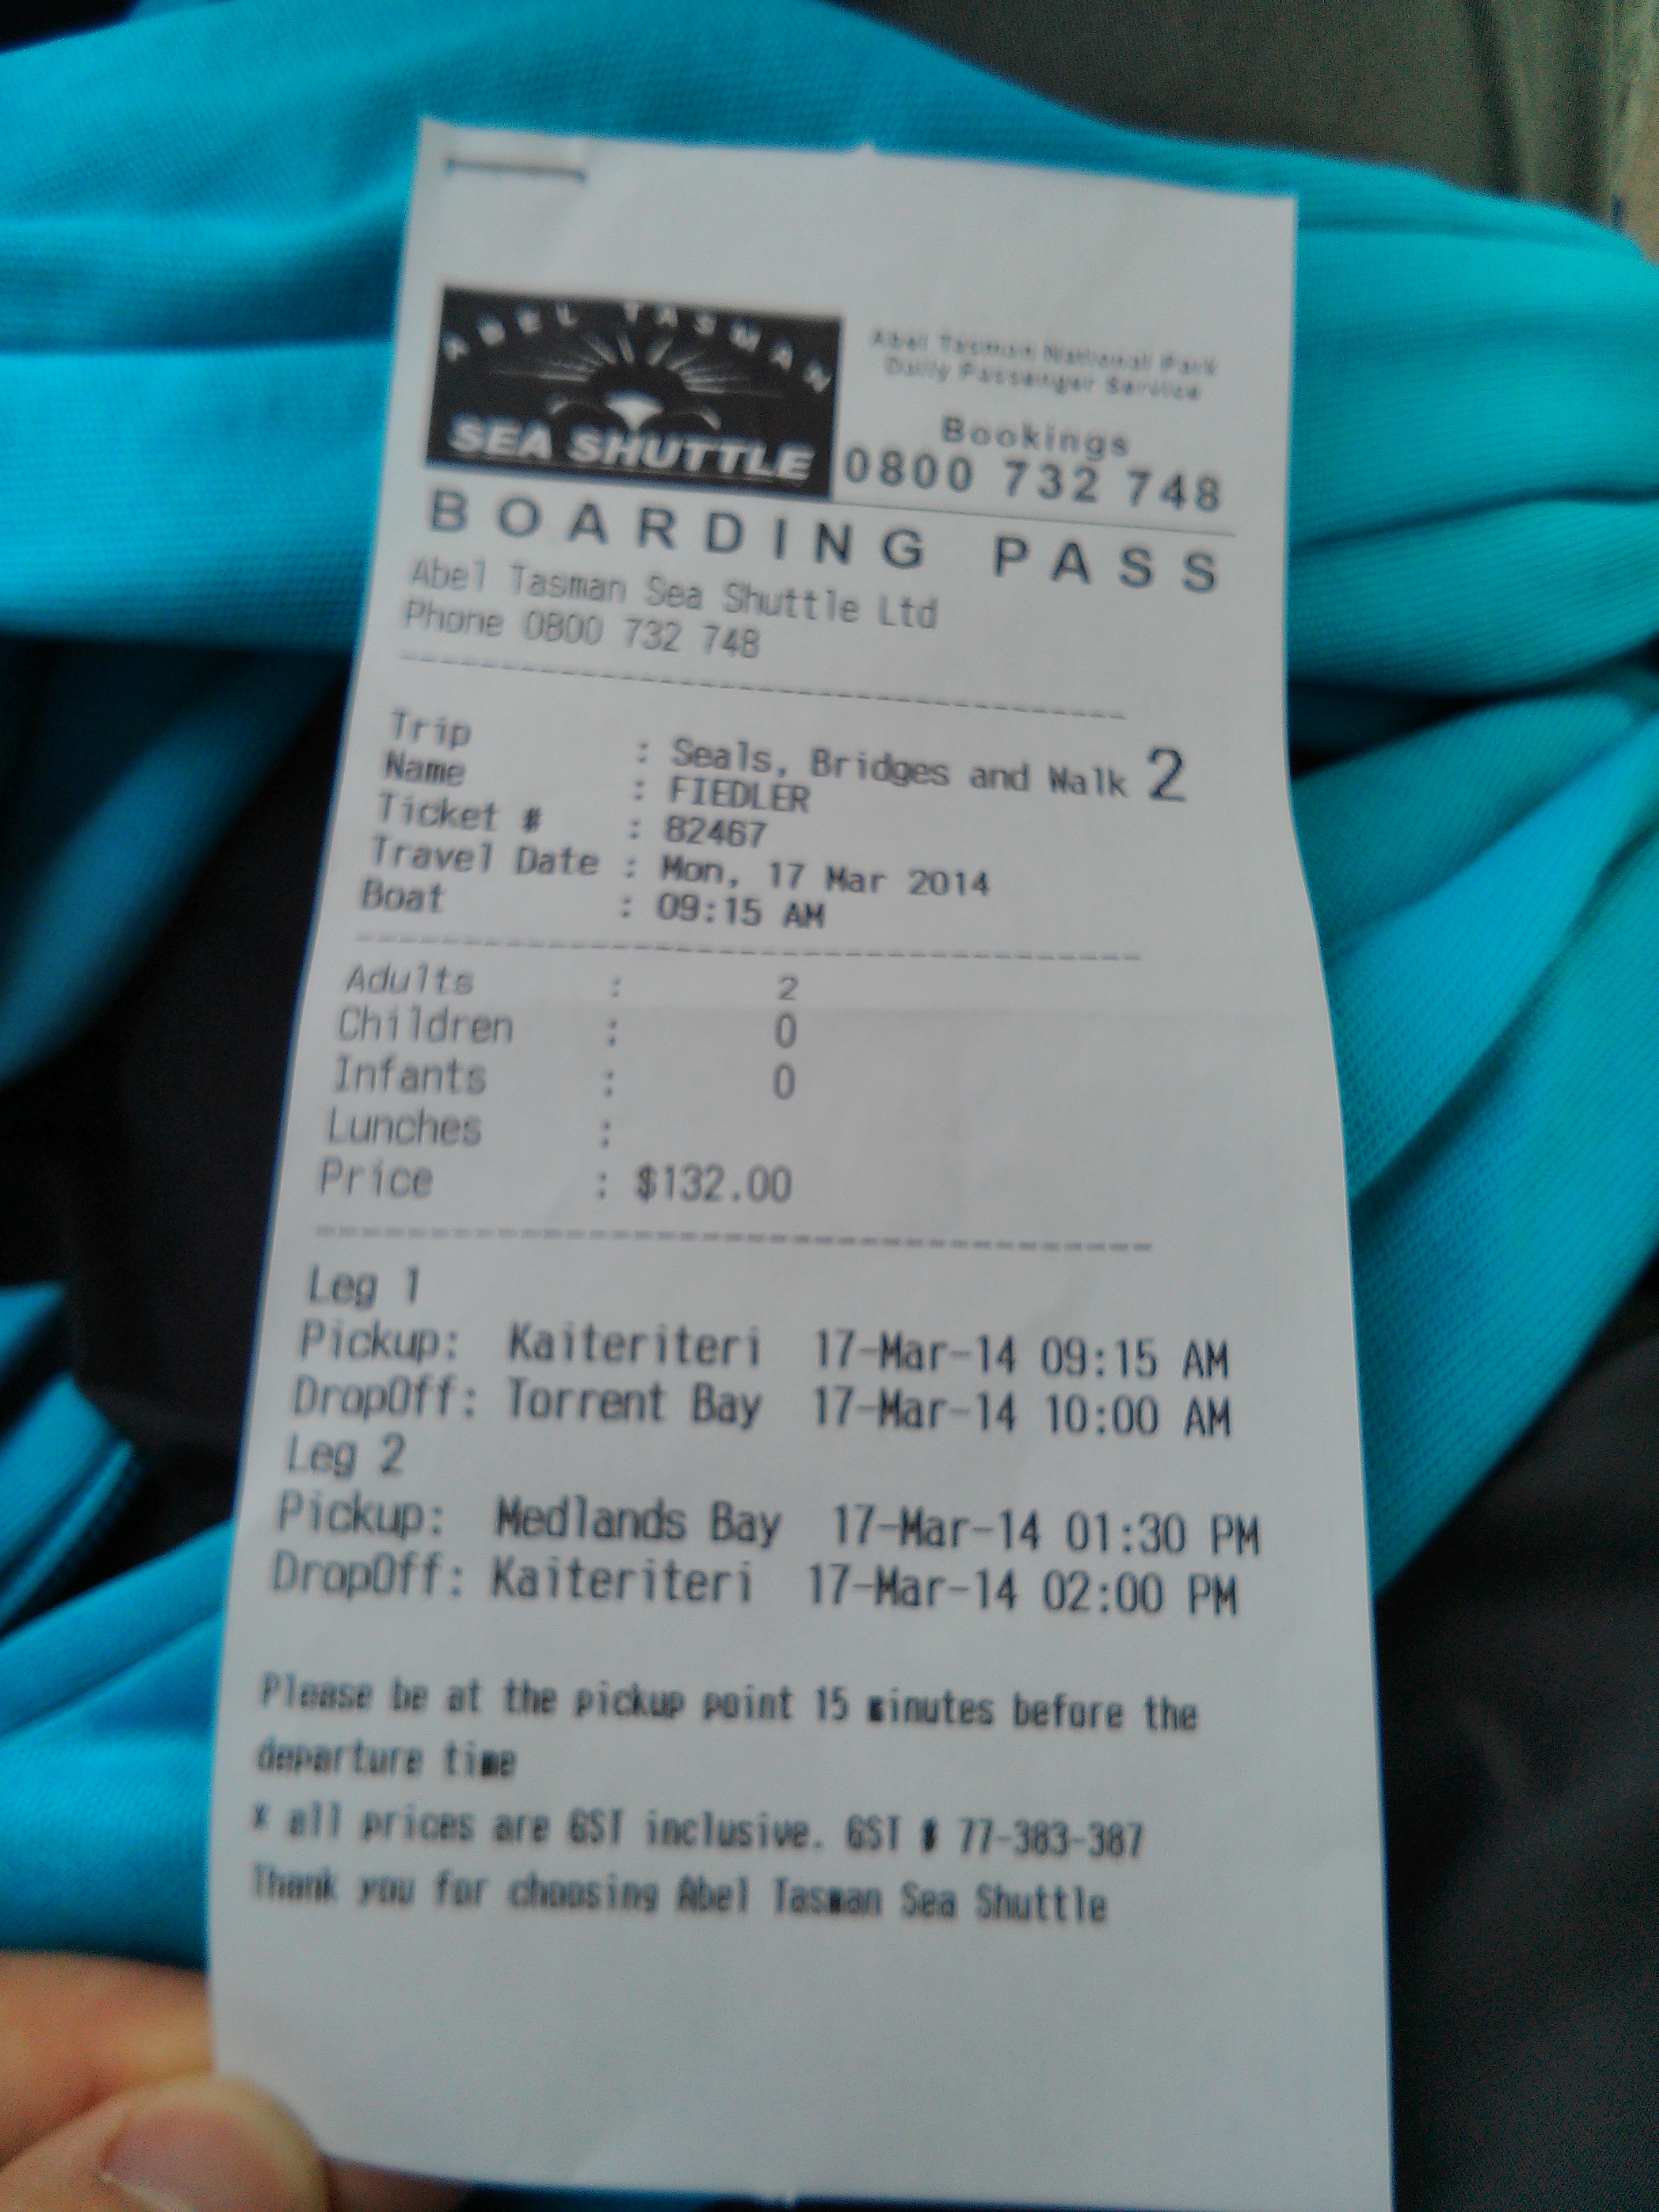 ABEL TASMAN
SEA SHUTTLE
Abel Tasman National Park
Daily Passenger Service
Bookings
0800 732 748
BOARDING PASS
Abel Tasman Sea Shuttle Ltd
Phone 0800 732 748
Trip : Seals, Bridges and Walk 2
Name : FIEDLER
Ticket # : 82467
Travel Date : Mon, 17 Mar 2014
Boat : 09:15 AM
Adults : 2
Children : 0
Infants : 0
Lunches :
Price : $132.00
Leg 1
Pickup: Kaiteriteri 17-Mar-14 09:15 AM
DropOff: Torrent Bay 17-Mar-14 10:00 AM
Leg 2
Pickup: Medlands Bay 17-Mar-14 01:30 PM
DropOff: Kaiteriteri 17-Mar-14 02:00 PM
Please be at the pickup point 15 minutes before the
departure time
* all prices are GST inclusive. GST # 77-383-387
Thank you for choosing Abel Tasman Sea Shuttle